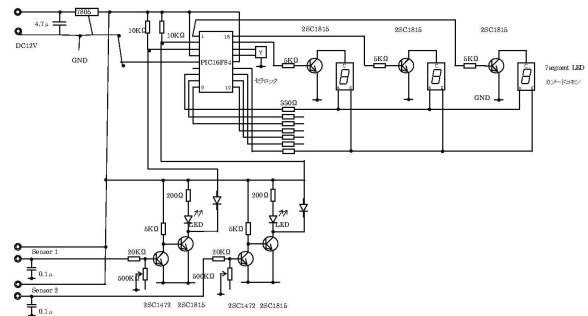 7805
4.7μ
10KΩ
10KΩ
DC12V
GND
1
18
PIC16F84
9
10
セラロック
2SC1815
2SC1815
2SC1815
5KΩ
5KΩ
5KΩ
7segment LED
カソードコモン
GND
330Ω
200Ω
200Ω
LED
LED
5KΩ
5KΩ
Sensor 1
20KΩ
20KΩ
0.1μ
500KΩ
500KΩ
Sensor 2
0.1μ
2SC1472
2SC1815
2SC1472
2SC1815